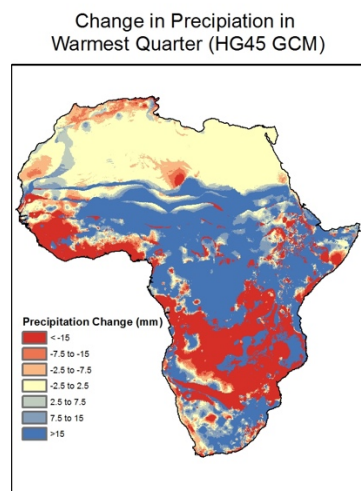 Change in Precipition in
Warmest Quarter (HG45 GCM)
Precipitation Change (mm)
< -15
-7.5 to -15
-2.5 to -7.5
-2.5 to 2.5
2.5 to 7.5
7.5 to 15
>15